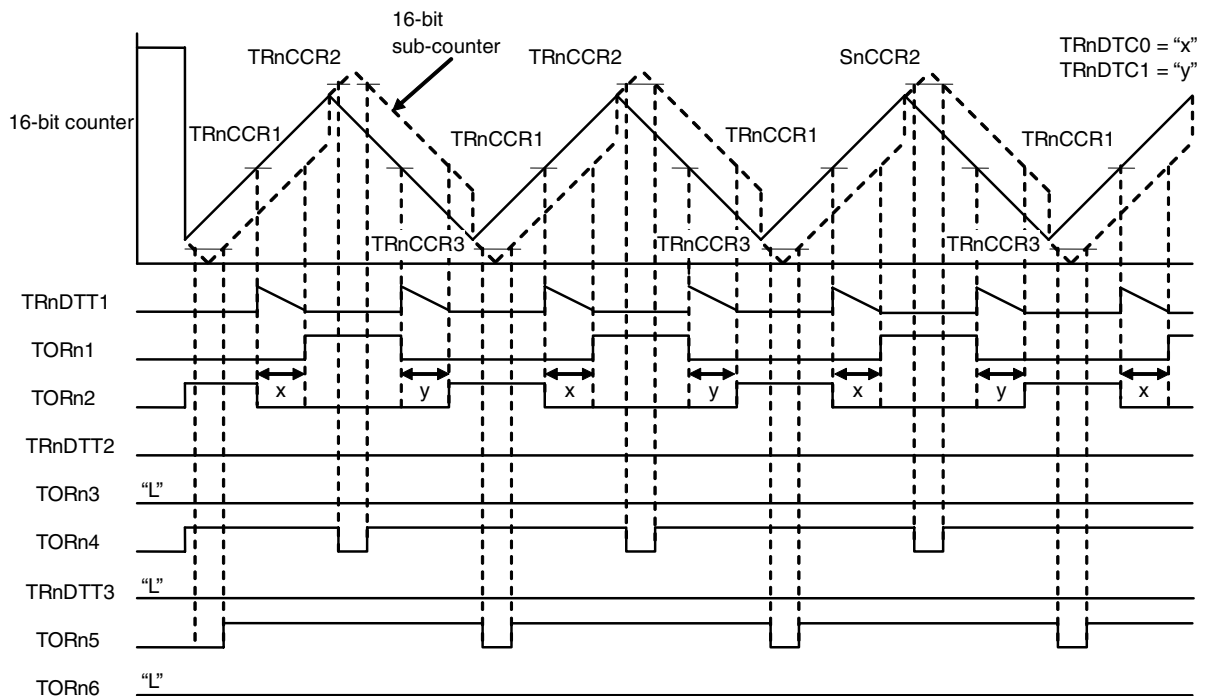 16-bit
sub-counter
TRnCCR2
TRnCCR2
SnCCR2
TRnDTC0 = “x”
TRnDTC1 = “y”
16-bit counter
TRnCCR1
TRnCCR1
TRnCCR1
TRnCCR1
TRnCCR3
TRnCCR3
TRnCCR3
TRnDTT1
TORn1
TORn2
x
y
x
y
x
y
x
TRnDTT2
TORn3
“L”
TORn4
TRnDTT3
“L”
TORn5
TORn6
“L”